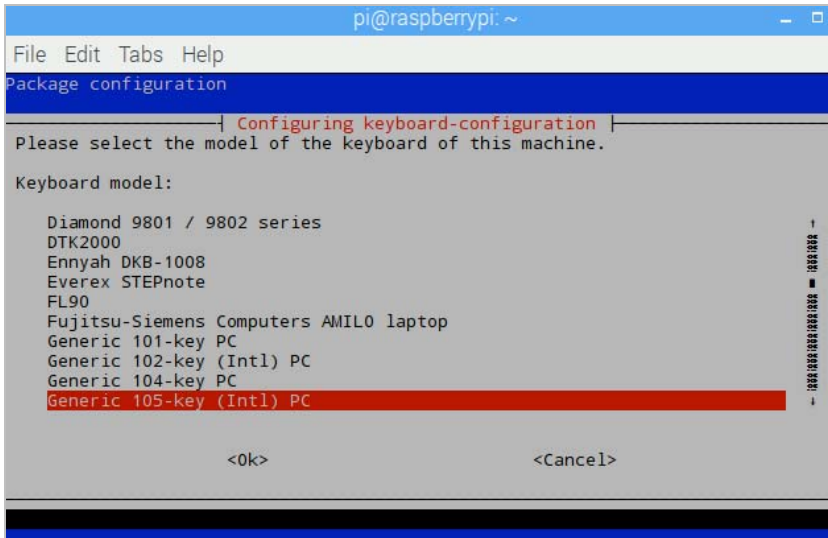 pi@raspberrypi: ~
File Edit Tabs Help
Package configuration
Configuring keyboard-configuration
Please select the model of the keyboard of this machine.
Keyboard model:
Diamond 9801 / 9802 series
DTK2000
Ennyah DKB-1008
Everex STEPnote
FL90
Fujitsu-Siemens Computers AMILO laptop
Generic 101-key PC
Generic 102-key (Intl) PC
Generic 104-key PC
Generic 105-key (Intl) PC
<Ok> <Cancel>